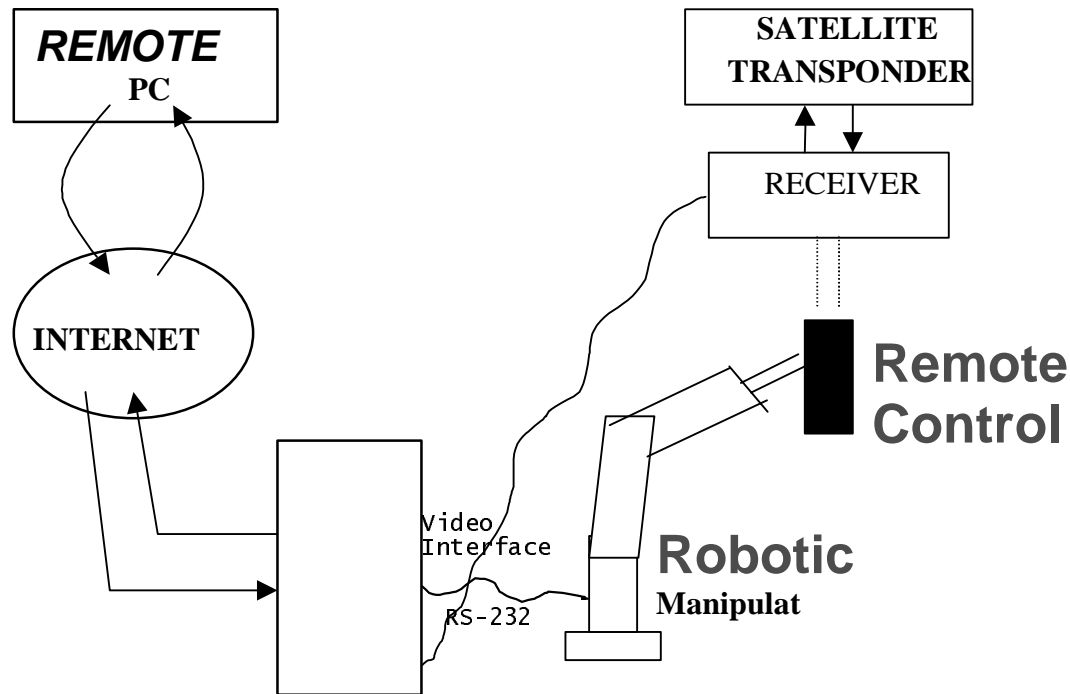 REMOTE
PC
SATELLITE
TRANSPONDER
RECEIVER
INTERNET
Remote
Control
Video
Interface
RS-232
Robotic
Manipulat